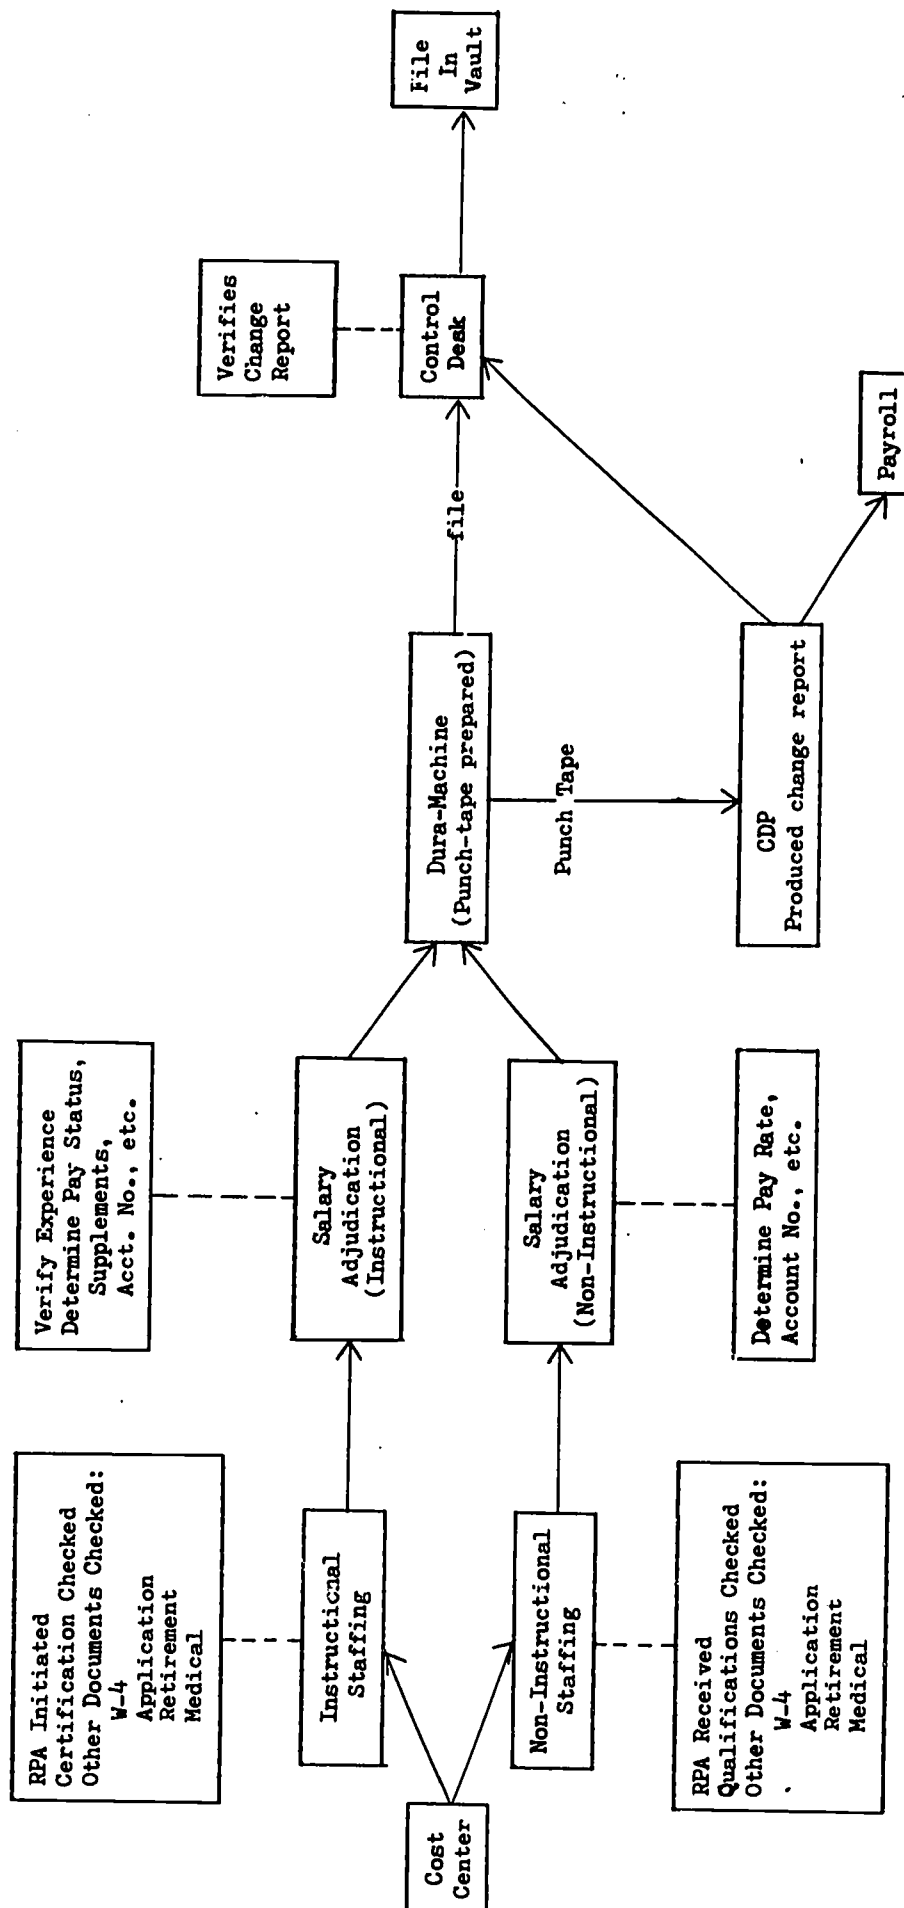 Cost
Center
RPA Initiated
Certification Checked
Other Documents Checked:
W-4
Application
Retirement
Medical
Instructional
Staffing
Non-Instructional
Staffing
RPA Received
Qualifications Checked
Other Documents Checked:
W-4
Application
Retirement
Medical
Verify Experience
Determine Pay Status,
Supplements,
Acct. No., etc.
Salary
Adjudication
(Instructional)
Salary
Adjudication
(Non-Instructional)
Determine Pay Rate,
Account No., etc.
Dura-Machine
(Punch-tape prepared)
Punch Tape
CDP
Produced change report
file
Verifies
Change
Report
Control
Desk
Payroll
File
In
Vault